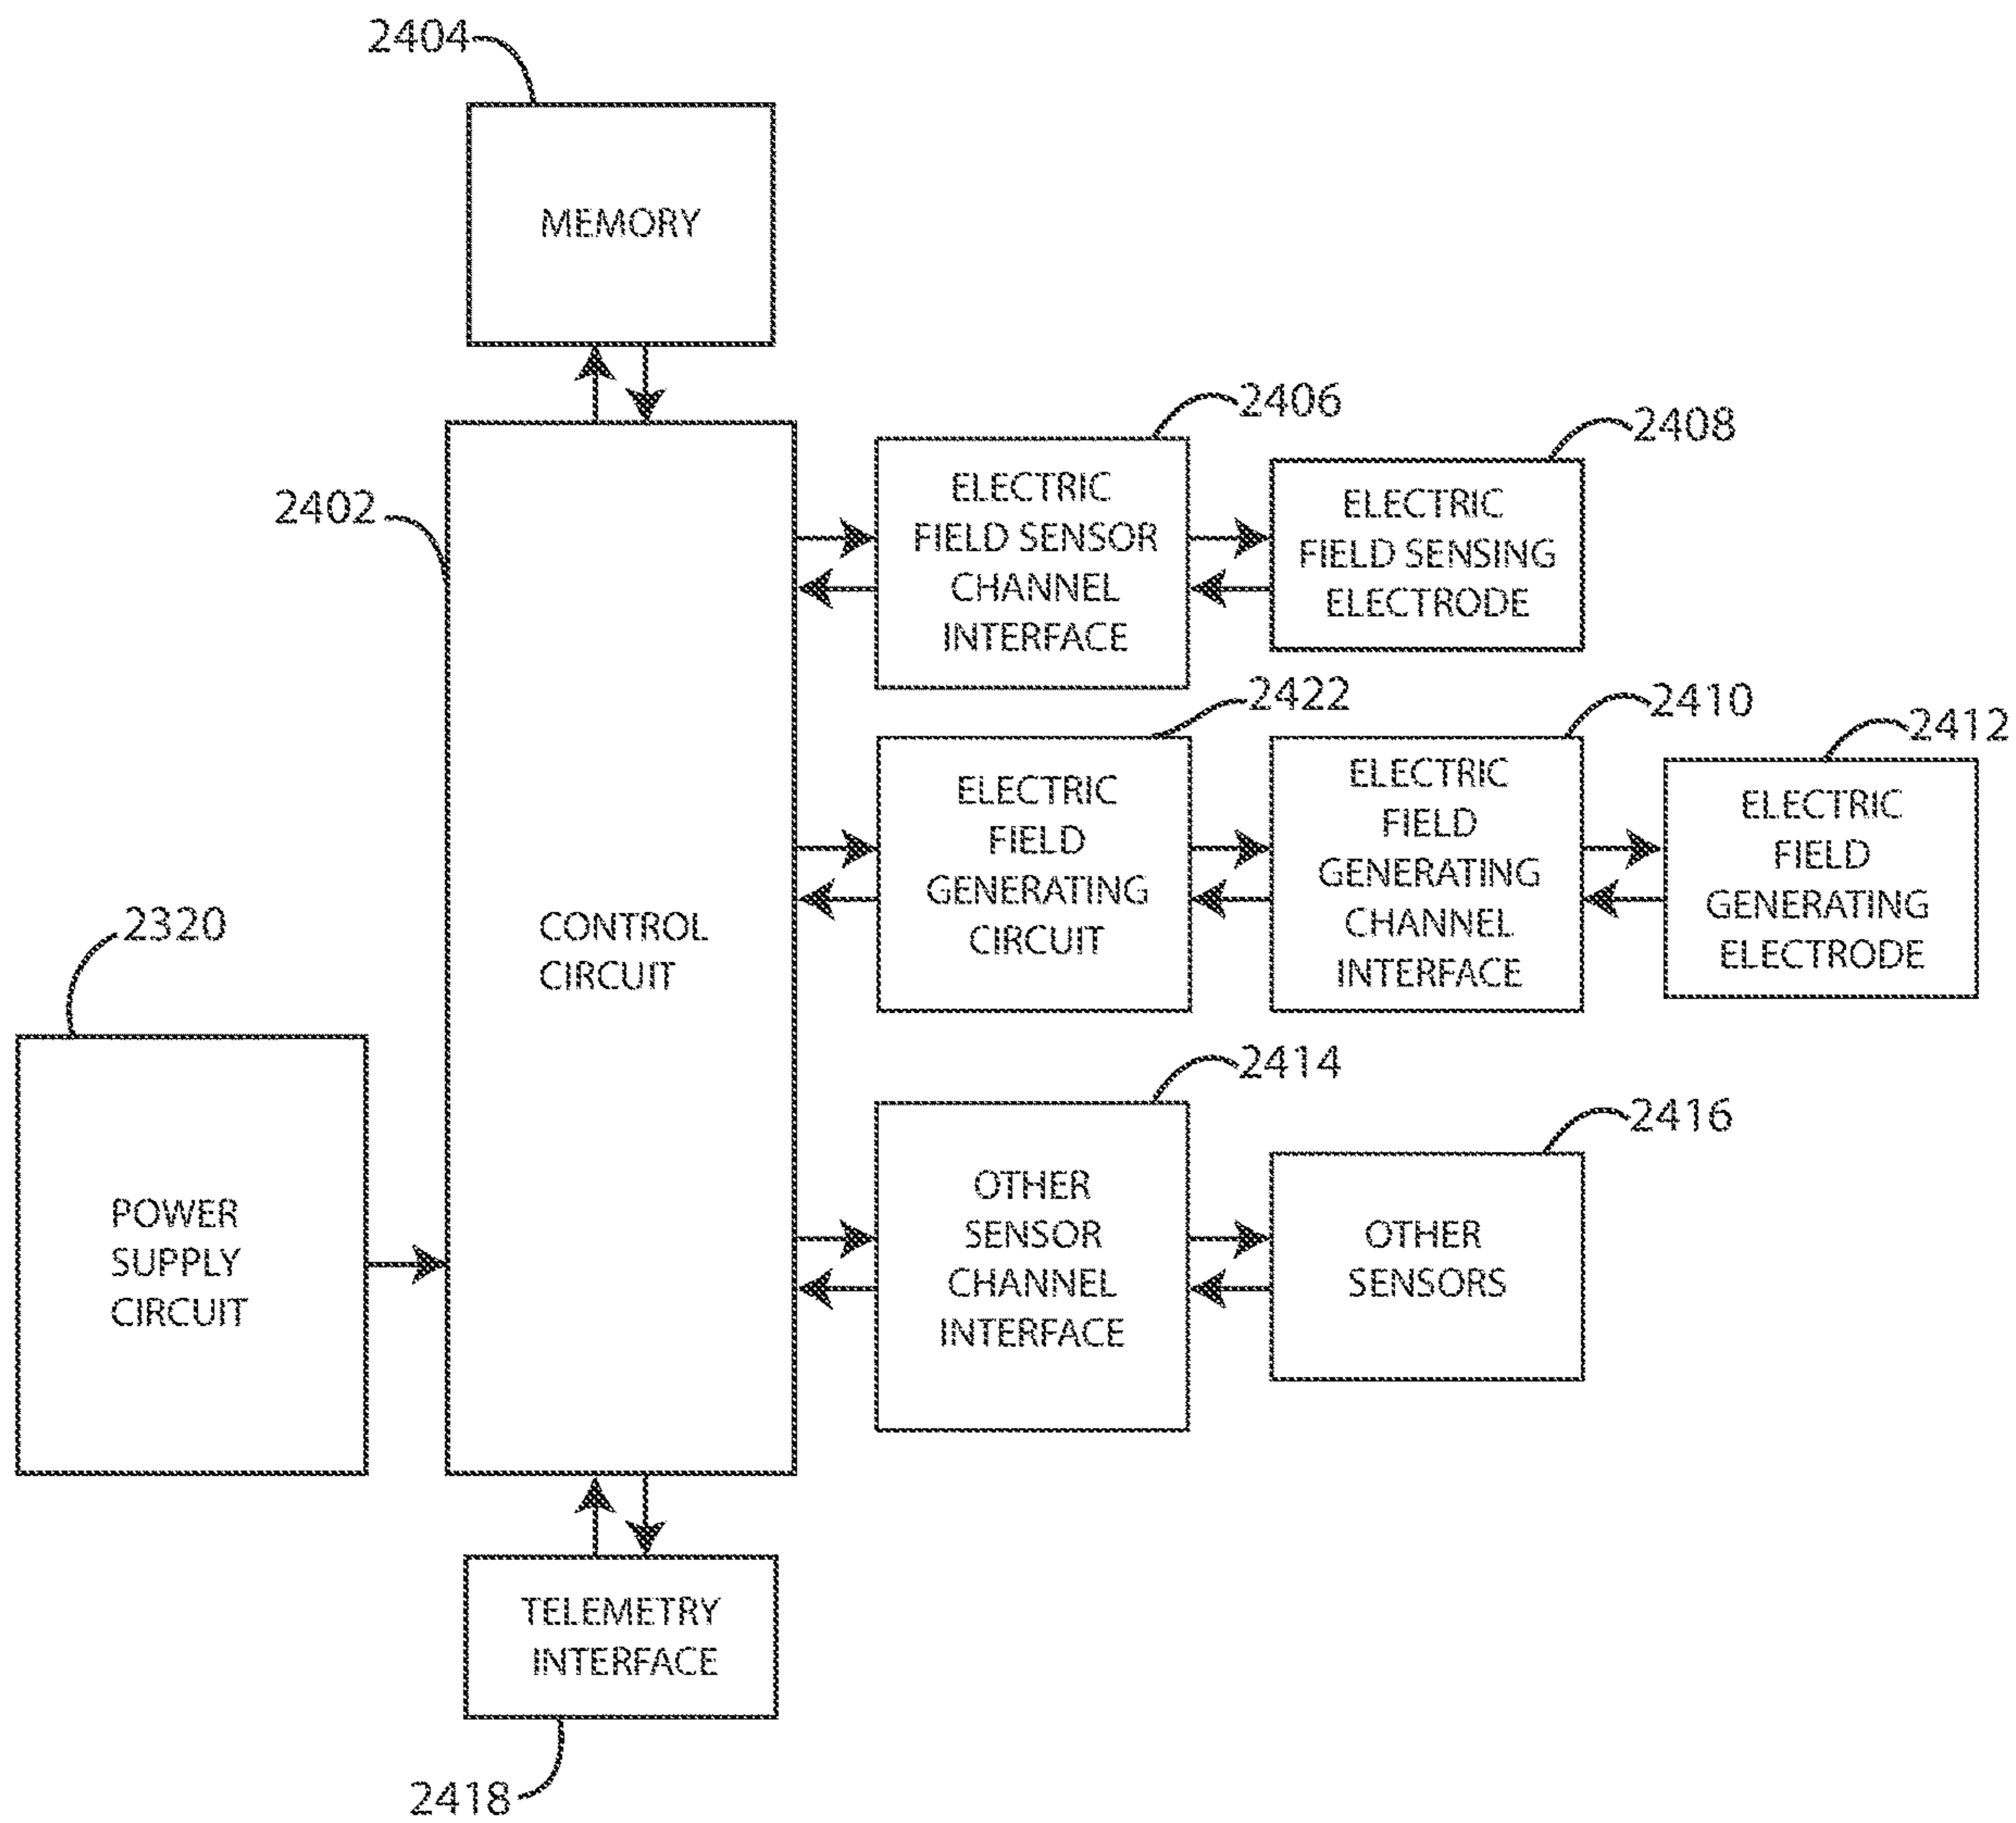 2404
MEMORY
2406
2408
2402
ELECTRIC
FIELD SENSOR
CHANNEL
INTERFACE
ELECTRIC
FIELD SENSING
ELECTRODE
2422
2410
2412
ELECTRIC
FIELD
GENERATING
CIRCUIT
ELECTRIC
FIELD
GENERATING
CHANNEL
INTERFACE
ELECTRIC
FIELD
GENERATING
ELECTRODE
CONTROL
CIRCUIT
2320
POWER
SUPPLY
CIRCUIT
2414
2416
OTHER
SENSOR
CHANNEL
INTERFACE
OTHER
SENSORS
TELEMETRY
INTERFACE
2418